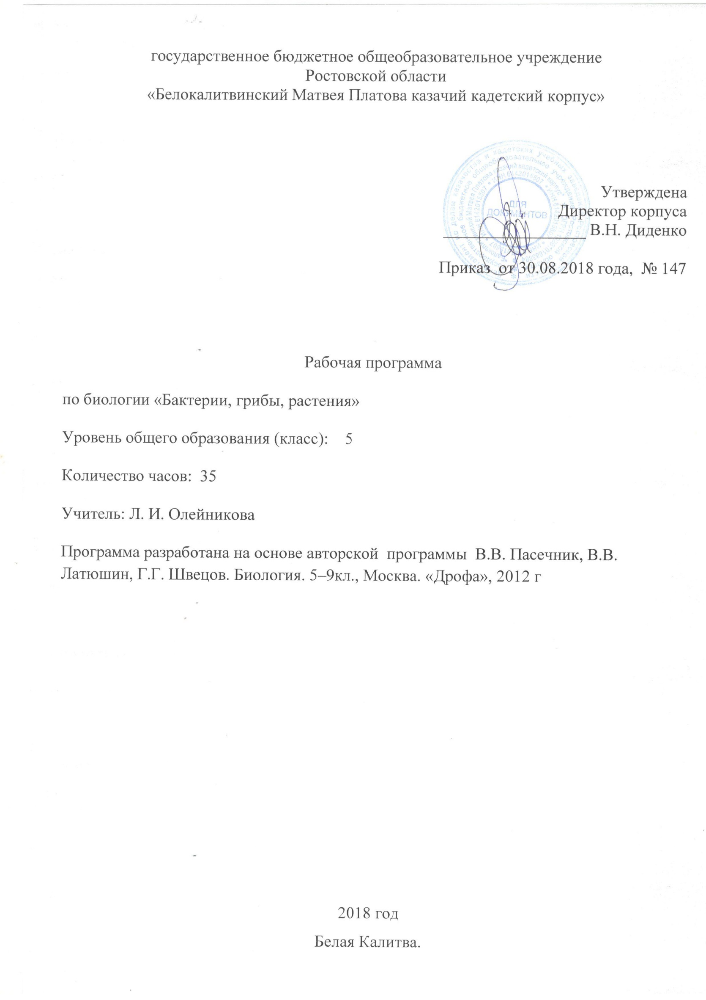 государственное бюджетное общеобразовательное учреждение
Ростовской области
«Белокалитвинский Матвея Платова казачий кадетский корпус»
ДЛЯ
ДОКУМЕНТОВ
Утверждена
Директор корпуса
В.Н. Диденко
Приказ от 30.08.2018 года, № 147
Рабочая программа
по биологии «Бактерии, грибы, растения»
Уровень общего образования (класс): 5
Количество часов: 35
Учитель: Л. И. Олейникова
Программа разработана на основе авторской программы В.В. Пасечник, В.В.
Латюшин, Г.Г. Швецов. Биология. 5–9кл., Москва. «Дрофа», 2012 г
2018 год
Белая Калитва.